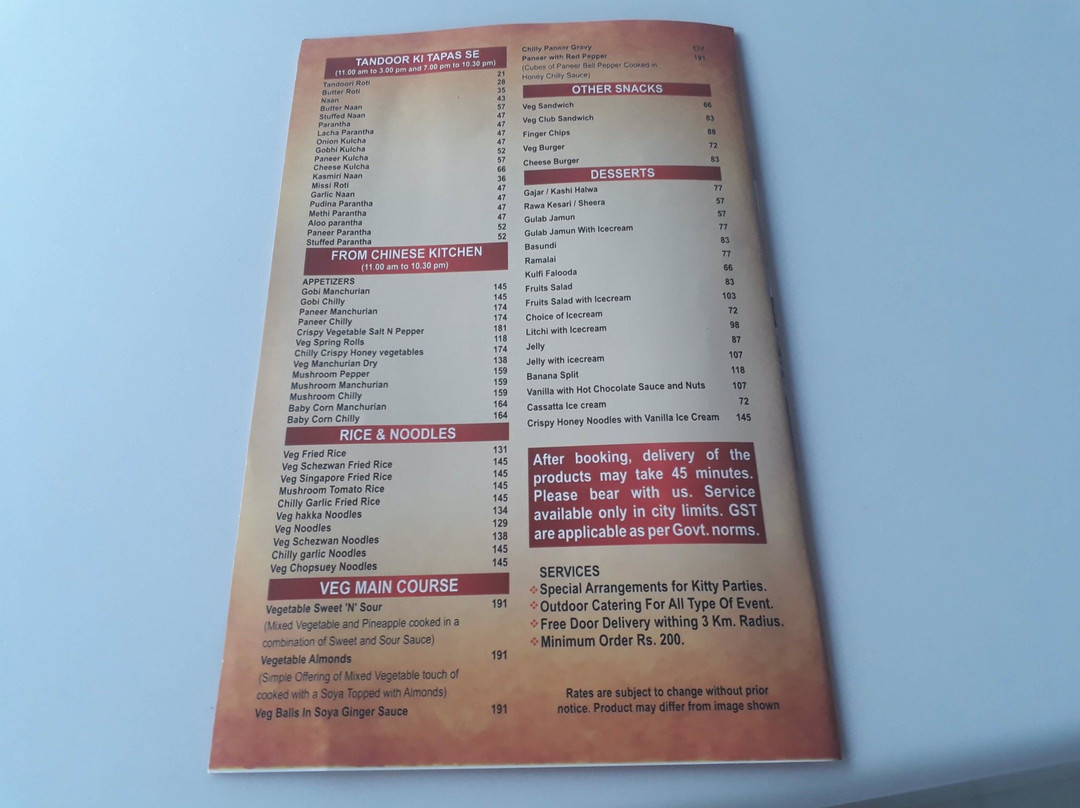 TANDOOR KI TAPAS SE
(11.00 am to 3.00 pm and 7.00 pm to 10.30 pm)
Tandoori Roti 21
Butter Roti 28
Naan 35
Butter Naan 43
Stuffed Naan 57
Parantha 47
Lacha Parantha 47
Onion Kulcha 47
Gobhi Kulcha 47
Paneer Kulcha 52
Cheese Kulcha 57
Kasmiri Naan 66
Missi Roti 36
Garlic Naan 47
Pudina Parantha 47
Methi Parantha 47
Aloo parantha 47
Paneer Parantha 52
Stuffed Parantha 52
FROM CHINESE KITCHEN
(11.00 am to 10.30 pm)
APPETIZERS
Gobi Manchurian 145
Gobi Chilly 145
Paneer Manchurian 174
Paneer Chilly 174
Crispy Vegetable Salt N Pepper 181
Veg Spring Rolls 118
Chilly Crispy Honey vegetables 174
Veg Manchurian Dry 138
Mushroom Pepper 159
Mushroom Manchurian 159
Mushroom Chilly 159
Baby Corn Manchurian 164
Baby Corn Chilly 164
RICE & NOODLES
Veg Fried Rice 131
Veg Schezwan Fried Rice 145
Veg Singapore Fried Rice 145
Mushroom Tomato Rice 145
Chilly Garlic Fried Rice 145
Veg hakka Noodles 134
Veg Noodles 129
Veg Schezwan Noodles 138
Chilly garlic Noodles 145
Veg Chopsuey Noodles 145
VEG MAIN COURSE
Vegetable Sweet 'N' Sour 191
(Mixed Vegetable and Pineapple cooked in a
combination of Sweet and Sour Sauce)
Vegetable Almonds 191
(Simple Offering of Mixed Vegetable touch of
cooked with a Soya Topped with Almonds)
Veg Balls In Soya Ginger Sauce 191
Chilly Panner Gravy
Paneer with Red Pepper 191
(Cubes of Paneer Bell Pepper Cooked in
Honey Chilly Sauce)
OTHER SNACKS
Veg Sandwich 66
Veg Club Sandwich 83
Finger Chips 88
Veg Burger 72
Cheese Burger 83
DESSERTS
Gajar / Kashi Halwa 77
Rawa Kesari / Sheera 57
Gulab Jamun 57
Gulab Jamun With Icecream 77
Basundi 83
Ramalai 77
Kulfi Falooda 66
Fruits Salad 83
Fruits Salad with Icecream 103
Choice of Icecream 72
Litchi with Icecream 98
Jelly 87
Jelly with icecream 107
Banana Split 118
Vanilla with Hot Chocolate Sauce and Nuts 107
Cassatta Ice cream 72
Crispy Honey Noodles with Vanilla Ice Cream 145
After booking, delivery of the
products may take 45 minutes.
Please bear with us. Service
available only in city limits. GST
are applicable as per Govt. norms.
SERVICES
❖Special Arrangements for Kitty Parties.
❖Outdoor Catering For All Type Of Event.
❖Free Door Delivery withing 3 Km. Radius.
❖Minimum Order Rs. 200.
Rates are subject to change without prior
notice. Product may differ from image shown